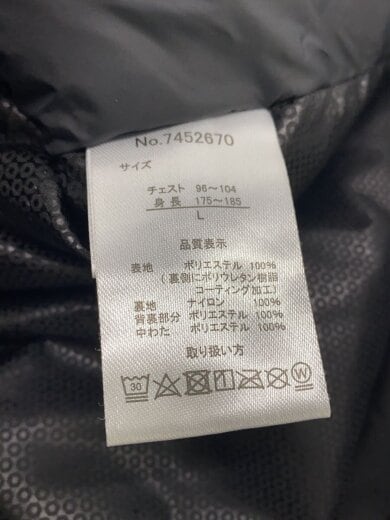 No.7452670
サイズ
チェスト 96～104
身長 175～185
L
品質表示
表地 ポリエステル 100%
(裏側にポリウレタン樹脂
コーティング加工)
裏地 ナイロン 100%
背裏部分 ポリエステル 100%
中わた ポリエステル 100%
取り扱い方
30 W